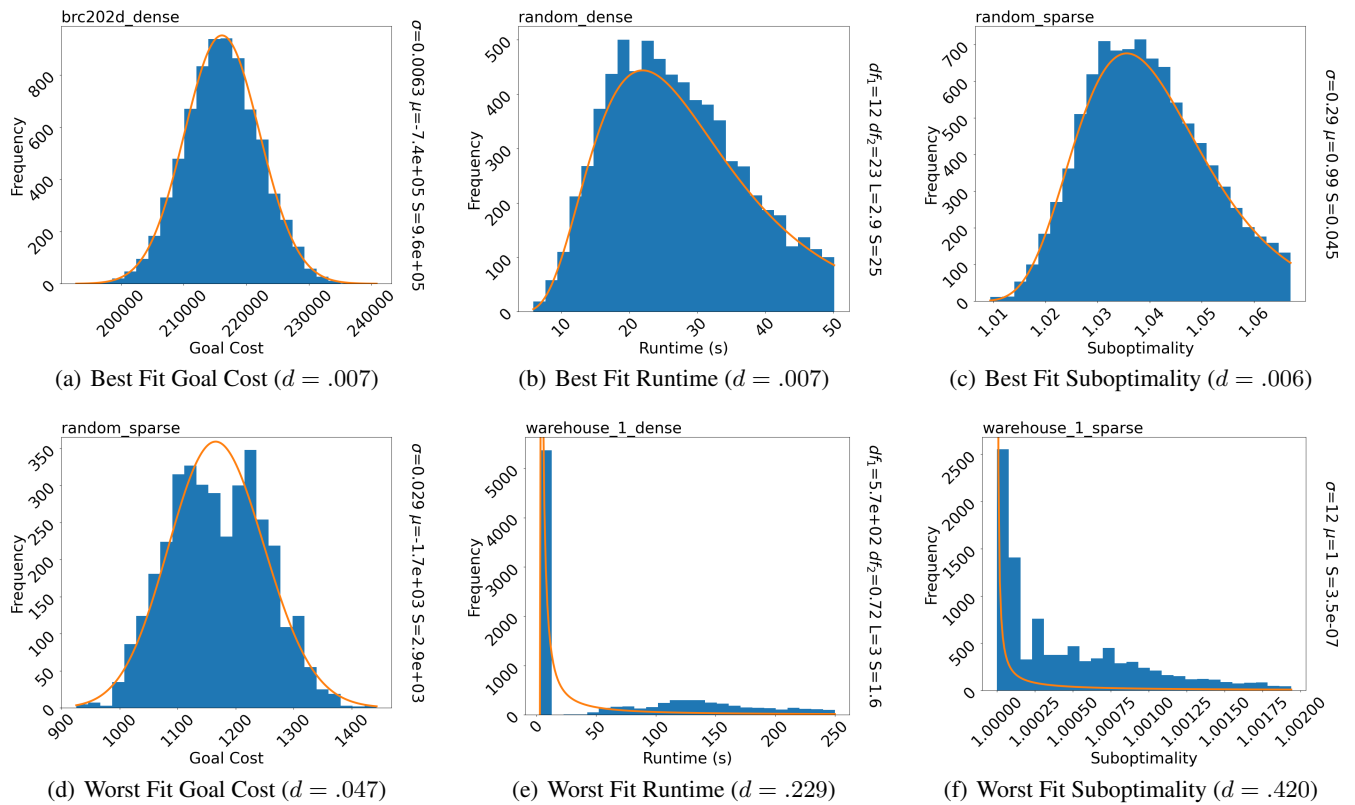 brc202d_dense
Frequency
0
200
400
600
800
200000
210000
220000
230000
240000
Goal Cost
σ=0.0063 μ=-7.4e+05 S=9.6e+05
(a) Best Fit Goal Cost (d = .007)
random_dense
Frequency
0
100
200
300
400
500
10
20
30
40
50
Runtime (s)
df₁=12 df₂=23 L=2.9 S=25
(b) Best Fit Runtime (d = .007)
random_sparse
Frequency
0
100
200
300
400
500
600
700
1.01
1.02
1.03
1.04
1.05
1.06
Suboptimality
σ=0.29 μ=0.99 S=0.045
(c) Best Fit Suboptimality (d = .006)
random_sparse
Frequency
0
50
100
150
200
250
300
350
900
1000
1100
1200
1300
1400
Goal Cost
σ=0.029 μ=-1.7e+03 S=2.9e+03
(d) Worst Fit Goal Cost (d = .047)
warehouse_1_dense
Frequency
0
1000
2000
3000
4000
5000
0
50
100
150
200
250
Runtime (s)
df₁=5.7e+02 df₂=0.72 L=3 S=1.6
(e) Worst Fit Runtime (d = .229)
warehouse_1_sparse
Frequency
0
500
1000
1500
2000
2500
1.00000
1.00025
1.00050
1.00075
1.00100
1.00125
1.00150
1.00175
1.00200
Suboptimality
σ=12 μ=1 S=3.5e-07
(f) Worst Fit Suboptimality (d = .420)